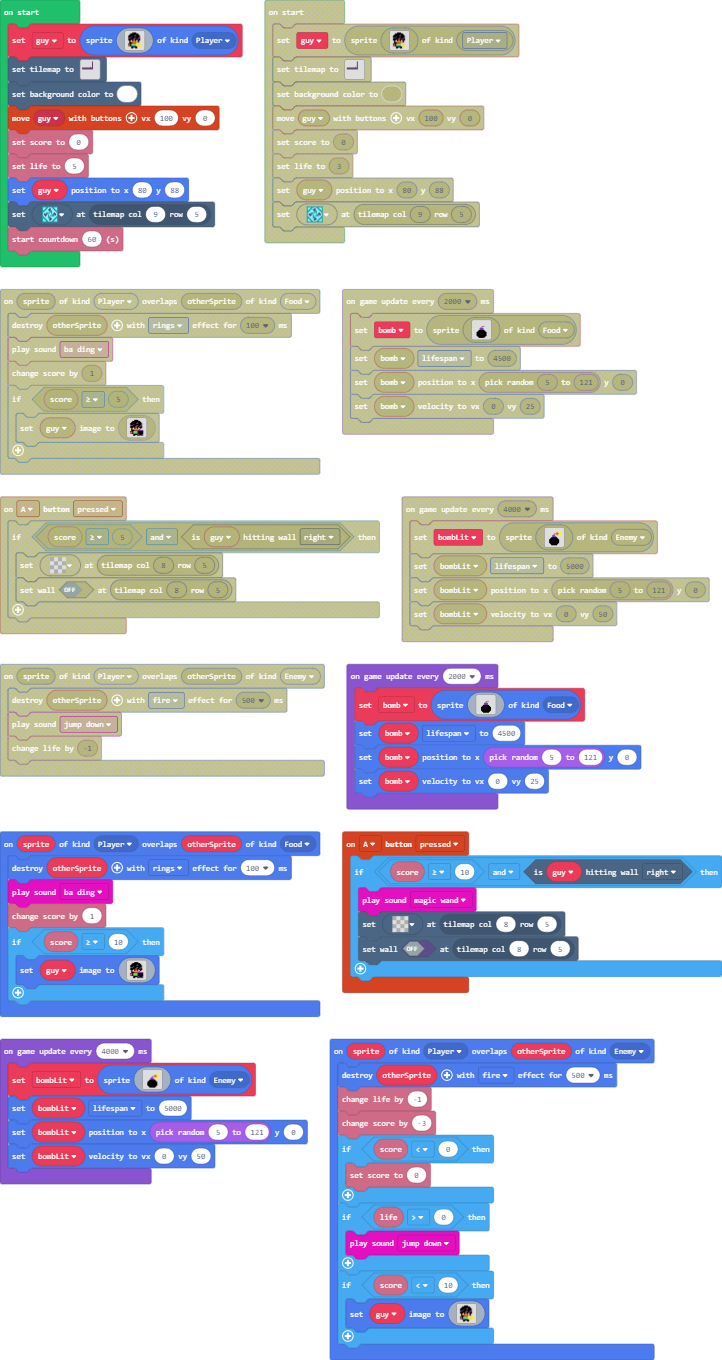 on start
set guy to sprite of kind Player
set tilemap to
set background color to
move guy with buttons vx 100 vy 0
set score to 0
set life to 5
set guy position to x 80 y 88
set at tilemap col 9 row 5
start countdown 60 (s)
on start
set guy to sprite of kind Player
set tilemap to
set background color to
move guy with buttons vx 100 vy 0
set score to 0
set life to 3
set guy position to x 80 y 88
set at tilemap col 9 row 5
on sprite of kind Player overlaps otherSprite of kind Food
destroy otherSprite with rings effect for 100 ms
play sound ba ding
change score by 1
if score ≥ 5 then
set guy image to
on game update every 2000 ms
set bomb to sprite of kind Food
set bomb lifespan to 4500
set bomb position to x pick random 5 to 121 y 0
set bomb velocity to vx 0 vy 25
on A button pressed
if score ≥ 5 and is guy hitting wall right then
set at tilemap col 8 row 5
set wall OFF at tilemap col 8 row 5
on game update every 4000 ms
set bombLit to sprite of kind Enemy
set bombLit lifespan to 5000
set bombLit position to x pick random 5 to 121 y 0
set bombLit velocity to vx 0 vy 50
on sprite of kind Player overlaps otherSprite of kind Enemy
destroy otherSprite with fire effect for 500 ms
play sound jump down
change life by -1
on game update every 2000 ms
set bomb to sprite of kind Food
set bomb lifespan to 4500
set bomb position to x pick random 5 to 121 y 0
set bomb velocity to vx 0 vy 25
on sprite of kind Player overlaps otherSprite of kind Food
destroy otherSprite with rings effect for 100 ms
play sound ba ding
change score by 1
if score ≥ 10 then
set guy image to
on A button pressed
if score ≥ 10 and is guy hitting wall right then
play sound magic wand
set at tilemap col 8 row 5
set wall OFF at tilemap col 8 row 5
on game update every 4000 ms
set bombLit to sprite of kind Enemy
set bombLit lifespan to 5000
set bombLit position to x pick random 5 to 121 y 0
set bombLit velocity to vx 0 vy 50
on sprite of kind Player overlaps otherSprite of kind Enemy
destroy otherSprite with fire effect for 500 ms
change life by -1
change score by -3
if score < 0 then
set score to 0
if life > 0 then
play sound jump down
if score < 10 then
set guy image to